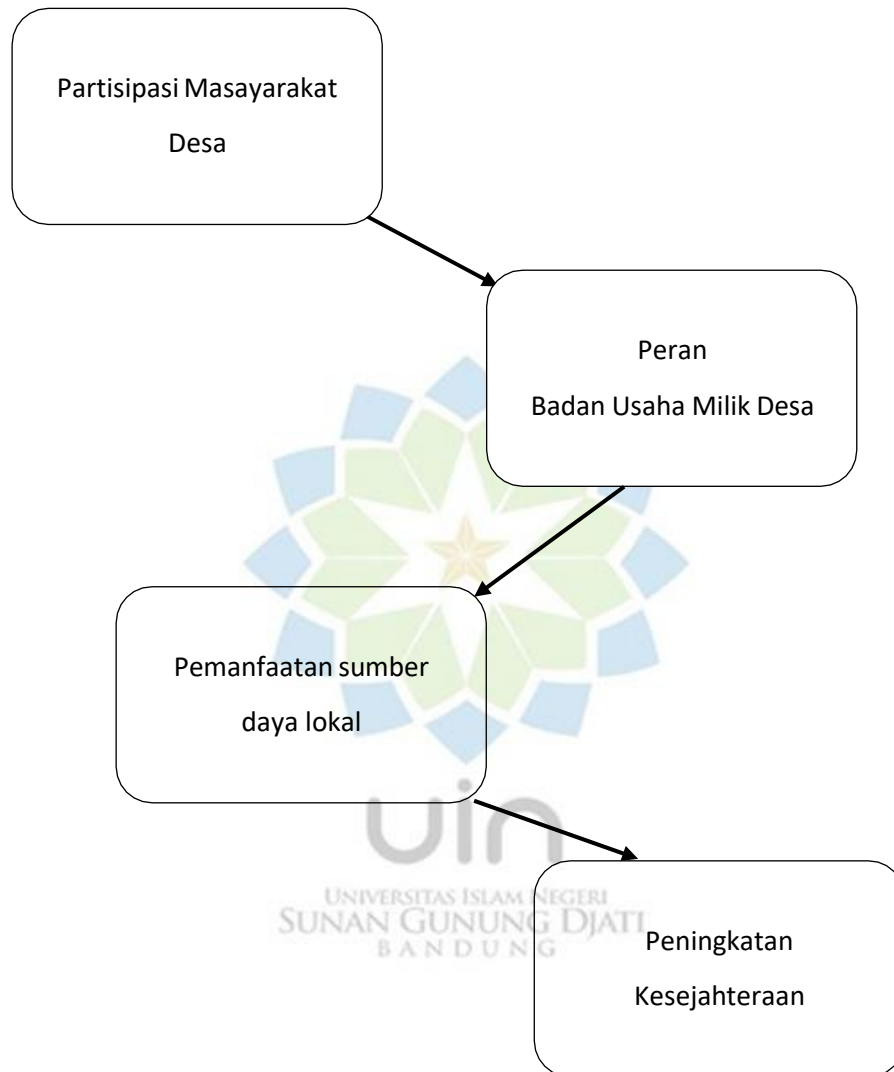 Partisipasi Masayarakat
Desa
Peran
Badan Usaha Milik Desa
Pemanfaatan sumber
daya lokal
uin
UNIVERSITAS ISLAM NEGERI
SUNAN GUNUNG DJATI
BANDUNG
Peningkatan
Kesejahteraan